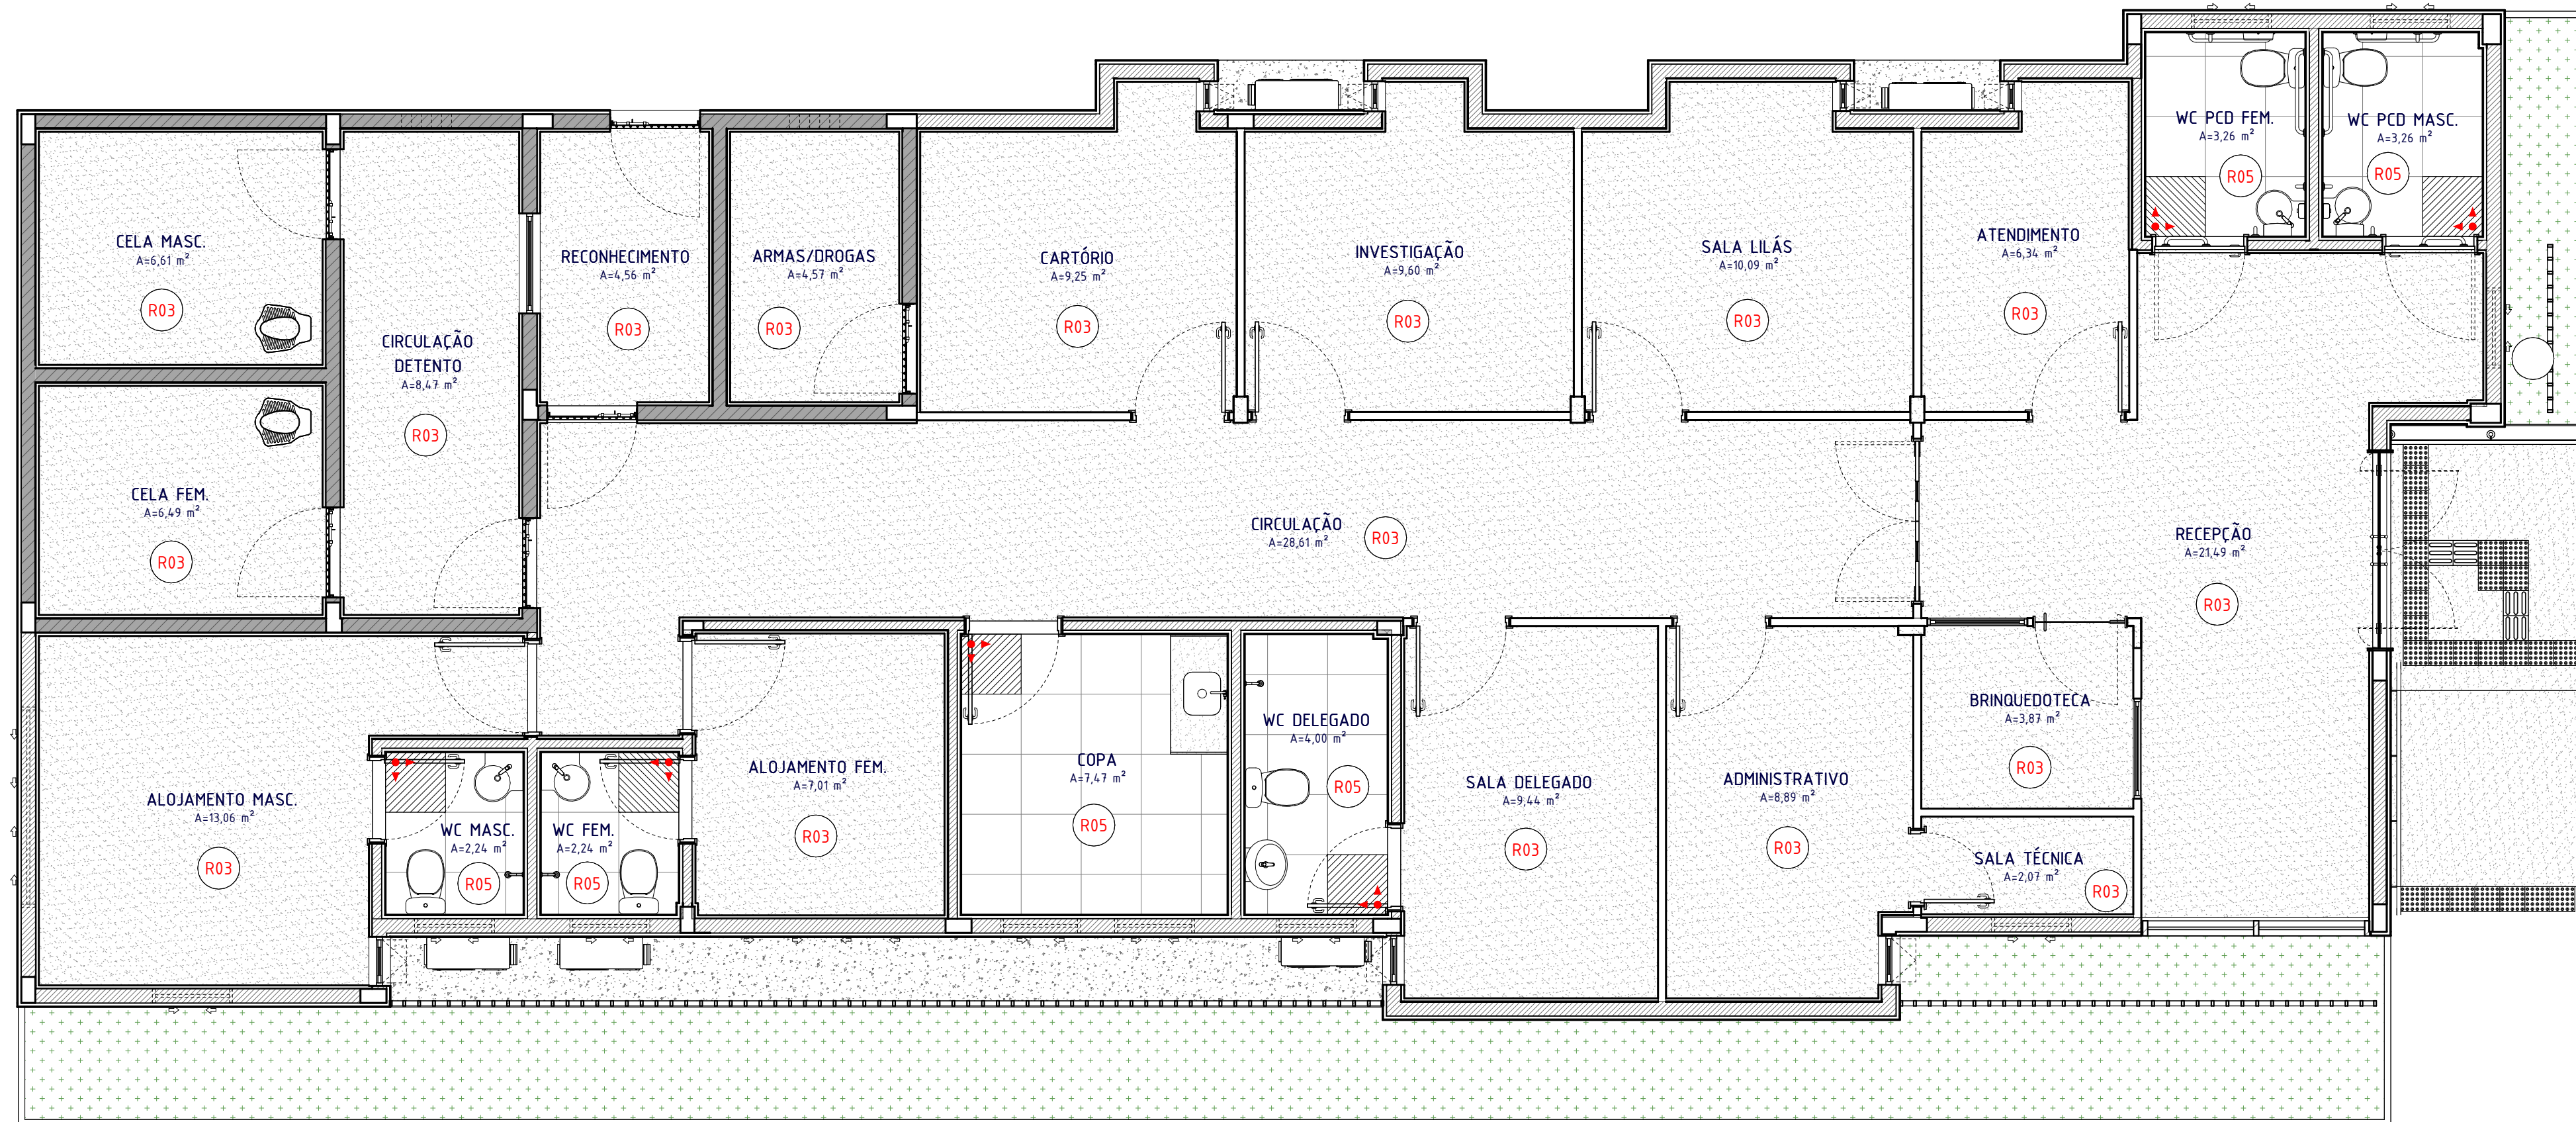 WC PCD FEM.
A=3,26 m²
R05
WC PCD MASC.
A=3,26 m²
R05
CELA MASC.
A=6,61 m²
R03
RECONHECIMENTO
A=4,56 m²
R03
ARMAS/DROGAS
A=4,57 m²
R03
CARTÓRIO
A=9,25 m²
R03
INVESTIGAÇÃO
A=9,60 m²
R03
SALA LILÁS
A=10,09 m²
R03
ATENDIMENTO
A=6,34 m²
R03
CIRCULAÇÃO
DETENTO
A=8,47 m²
R03
CELA FEM.
A=6,49 m²
R03
CIRCULAÇÃO
A=28,61 m²
R03
RECEPÇÃO
A=21,49 m²
R03
ALOJAMENTO MASC.
A=13,06 m²
R03
WC MASC.
A=2,24 m²
R05
WC FEM.
A=2,24 m²
R05
ALOJAMENTO FEM.
A=7,01 m²
R03
COPA
A=7,47 m²
R05
WC DELEGADO
A=4,00 m²
R05
SALA DELEGADO
A=9,44 m²
R03
ADMINISTRATIVO
A=8,89 m²
R03
BRINQUEDOTECA
A=3,87 m²
R03
SALA TÉCNICA
A=2,07 m²
R03